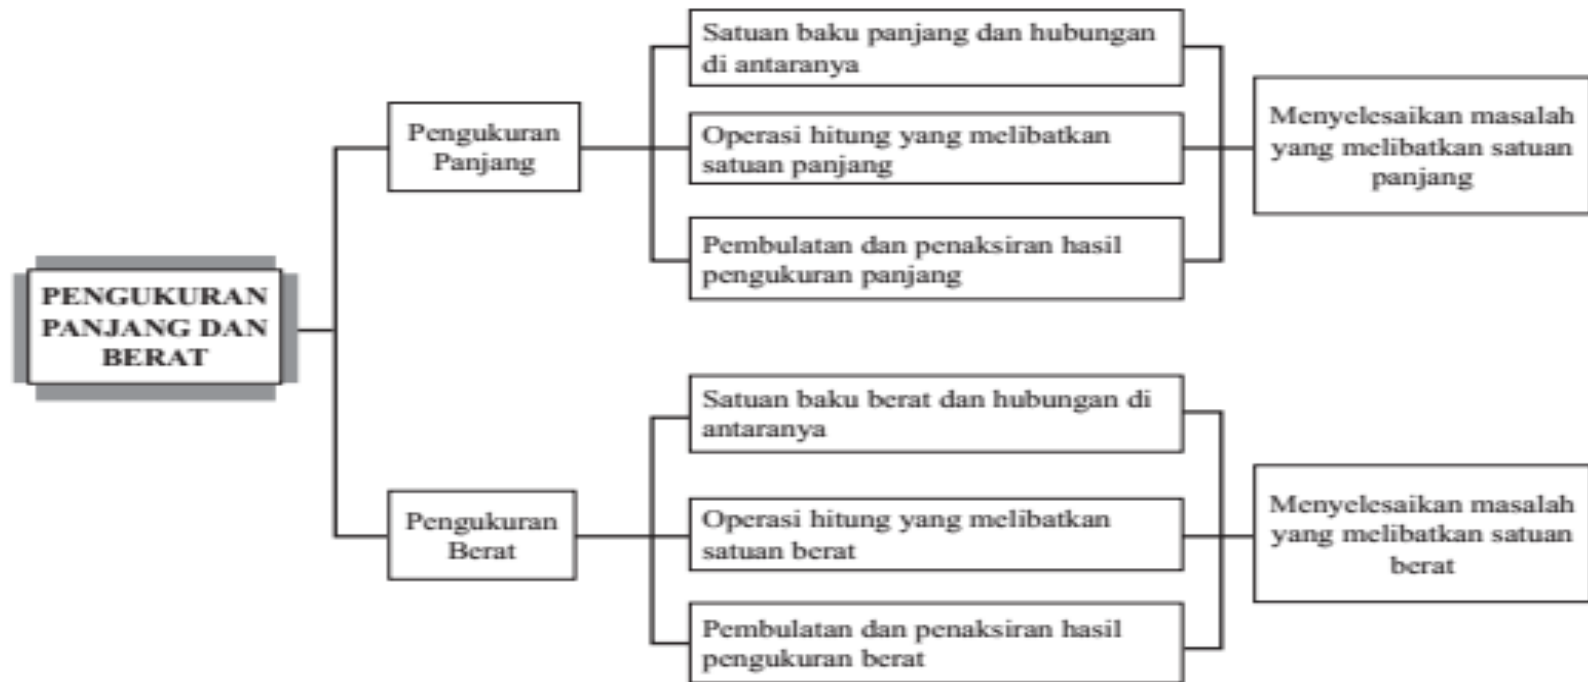 PENGUKURAN
PANJANG DAN
BERAT
Pengukuran
Panjang
Satuan baku panjang dan hubungan
di antaranya
Operasi hitung yang melibatkan
satuan panjang
Pembulatan dan penaksiran hasil
pengukuran panjang
Menyelesaikan masalah
yang melibatkan satuan
panjang
Pengukuran
Berat
Satuan baku berat dan hubungan di
antaranya
Operasi hitung yang melibatkan
satuan berat
Pembulatan dan penaksiran hasil
pengukuran berat
Menyelesaikan masalah
yang melibatkan satuan
berat